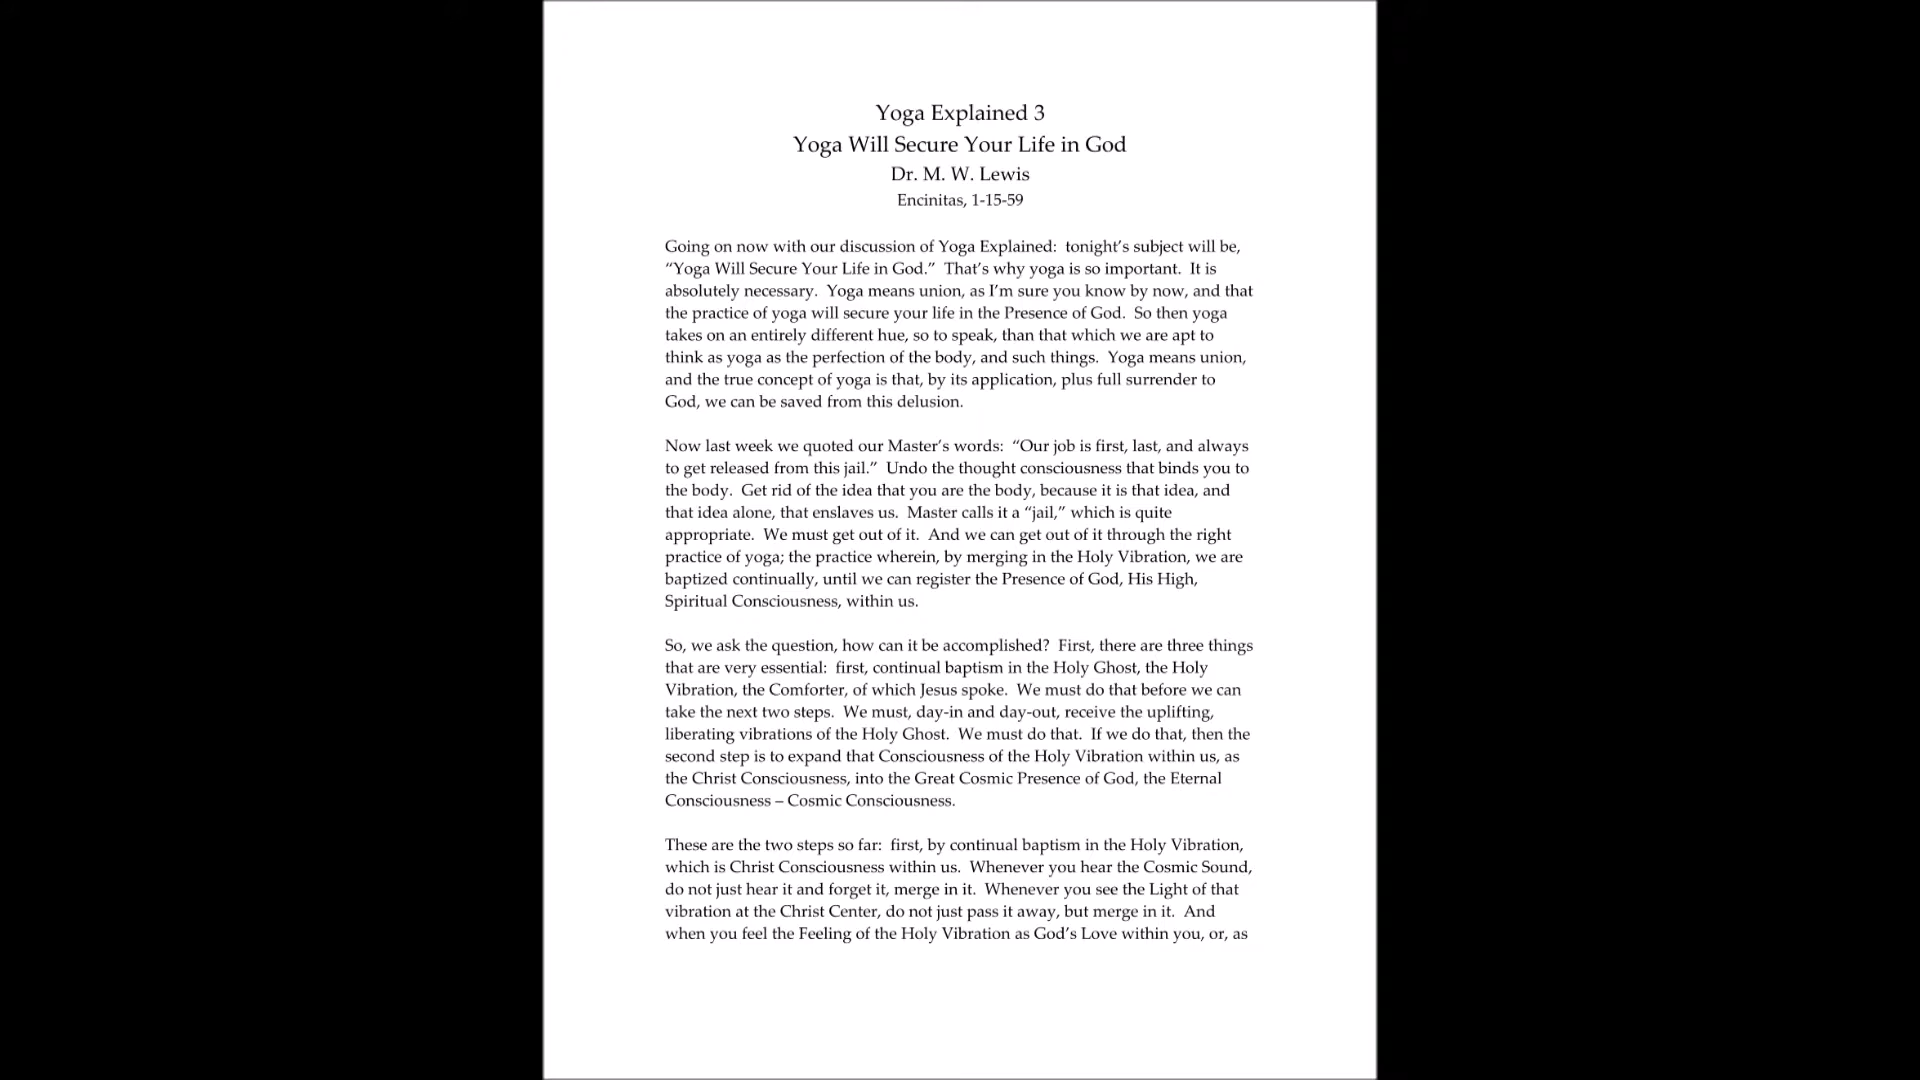 Yoga Explained 3
Yoga Will Secure Your Life in God
Dr. M. W. Lewis
Encinitas, 1-15-59
Going on now with our discussion of Yoga Explained:  tonight’s subject will be,
“Yoga Will Secure Your Life in God.”  That’s why yoga is so important.  It is
absolutely necessary.  Yoga means union, as I’m sure you know by now, and that
the practice of yoga will secure your life in the Presence of God.  So then yoga
takes on an entirely different hue, so to speak, than that which we are apt to
think as yoga as the perfection of the body, and such things.  Yoga means union,
and the true concept of yoga is that, by its application, plus full surrender to
God, we can be saved from this delusion.
Now last week we quoted our Master’s words:  “Our job is first, last, and always
to get released from this jail.”  Undo the thought consciousness that binds you to
the body.  Get rid of the idea that you are the body, because it is that idea, and
that idea alone, that enslaves us.  Master calls it a “jail,” which is quite
appropriate.  We must get out of it.  And we can get out of it through the right
practice of yoga; the practice wherein, by merging in the Holy Vibration, we are
baptized continually, until we can register the Presence of God, His High,
Spiritual Consciousness, within us.
So, we ask the question, how can it be accomplished?  First, there are three things
that are very essential:  first, continual baptism in the Holy Ghost, the Holy
Vibration, the Comforter, of which Jesus spoke.  We must do that before we can
take the next two steps.  We must, day-in and day-out, receive the uplifting,
liberating vibrations of the Holy Ghost.  We must do that.  If we do that, then the
second step is to expand that Consciousness of the Holy Vibration within us, as
the Christ Consciousness, into the Great Cosmic Presence of God, the Eternal
Consciousness – Cosmic Consciousness.
These are the two steps so far:  first, by continual baptism in the Holy Vibration,
which is Christ Consciousness within us.  Whenever you hear the Cosmic Sound,
do not just hear it and forget it, merge in it.  Whenever you see the Light of that
vibration at the Christ Center, do not just pass it away, but merge in it.  And
when you feel the Feeling of the Holy Vibration as God’s Love within you, or, as